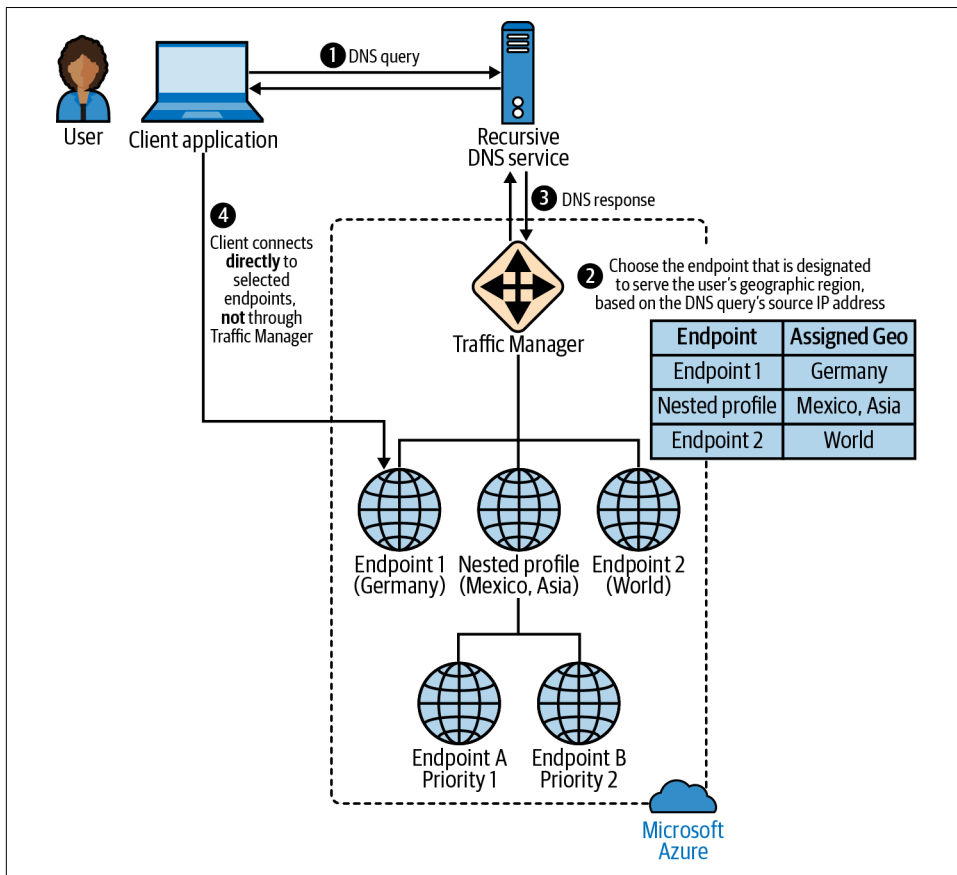 1 DNS query
User
Client application
Recursive
DNS service
3 DNS response
4
Client connects
directly to
selected
endpoints,
not through
Traffic Manager
2 Choose the endpoint that is designated
to serve the user's geographic region,
based on the DNS query's source IP address
Traffic Manager
Endpoint Assigned Geo
Endpoint 1 Germany
Nested profile Mexico, Asia
Endpoint 2 World
Endpoint 1
(Germany)
Nested profile
(Mexico, Asia)
Endpoint 2
(World)
Endpoint A
Priority 1
Endpoint B
Priority 2
Microsoft
Azure